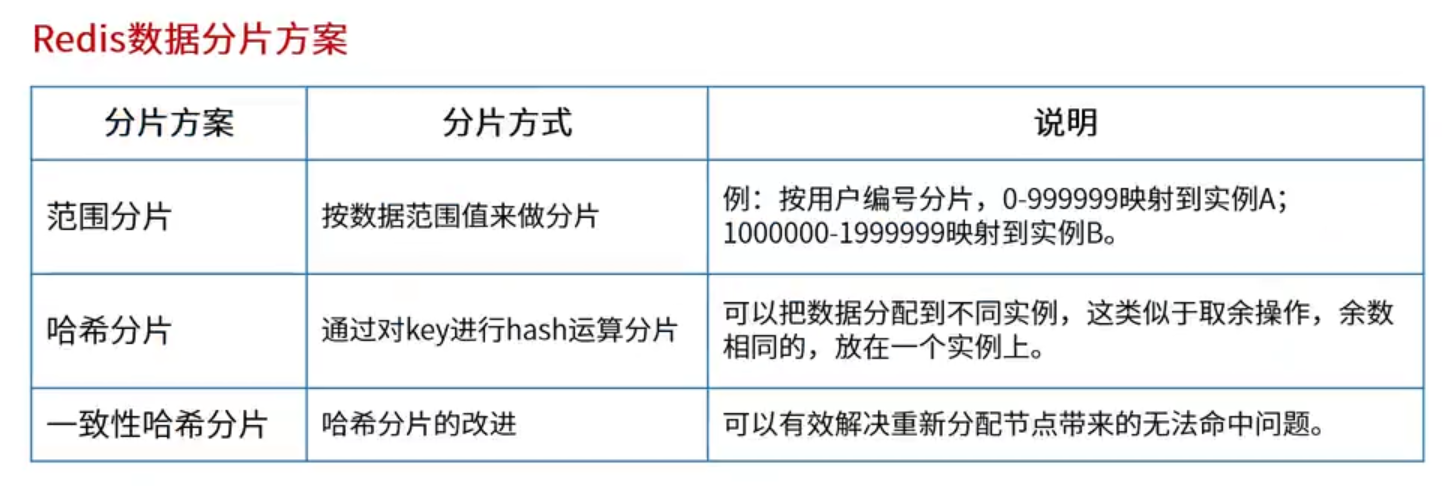 Redis数据分片方案
分片方案
分片方式
说明
范围分片
按数据范围值来做分片
例：按用户编号分片，0-999999映射到实例A；
1000000-1999999映射到实例B。
哈希分片
通过对key进行hash运算分片
可以把数据分配到不同实例，这类似于取余操作，余数
相同的，放在一个实例上。
一致性哈希分片
哈希分片的改进
可以有效解决重新分配节点带来的无法命中问题。